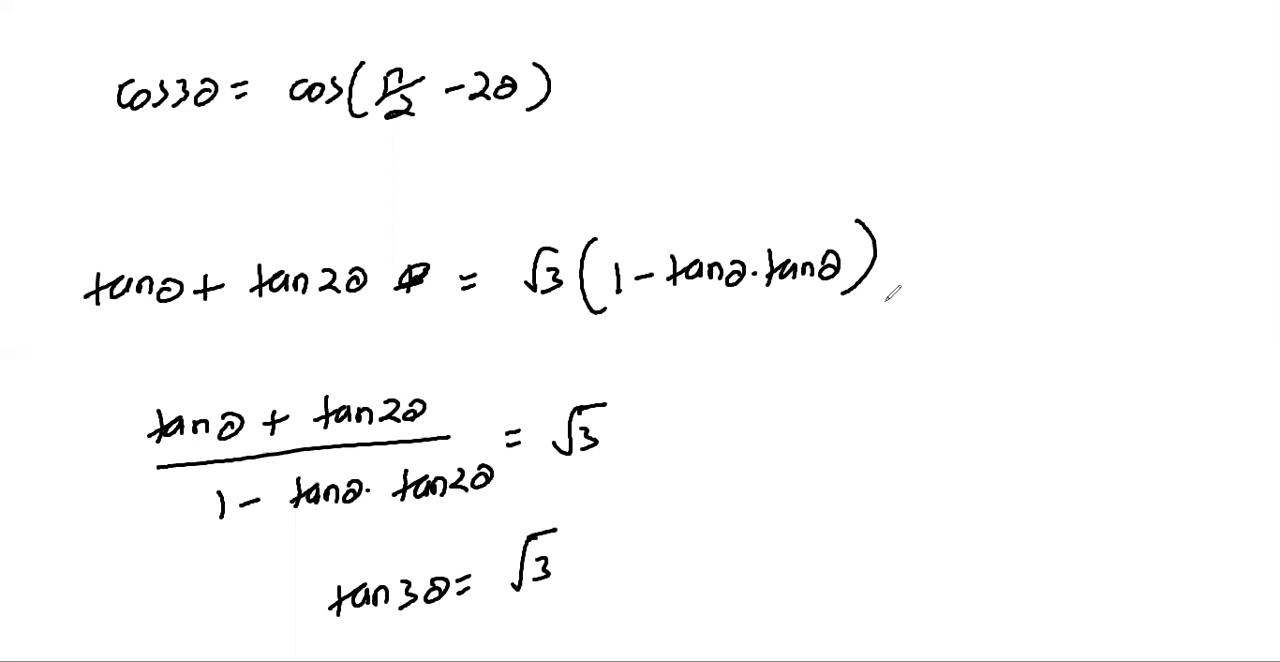 cos3θ = cos(π/2 - 2θ)
tanθ + tan2θ = √3(1 - tanθ.tanθ)
tanθ + tan2θ
/ 1 - tanθ. tan2θ = √3
tan3θ = √3